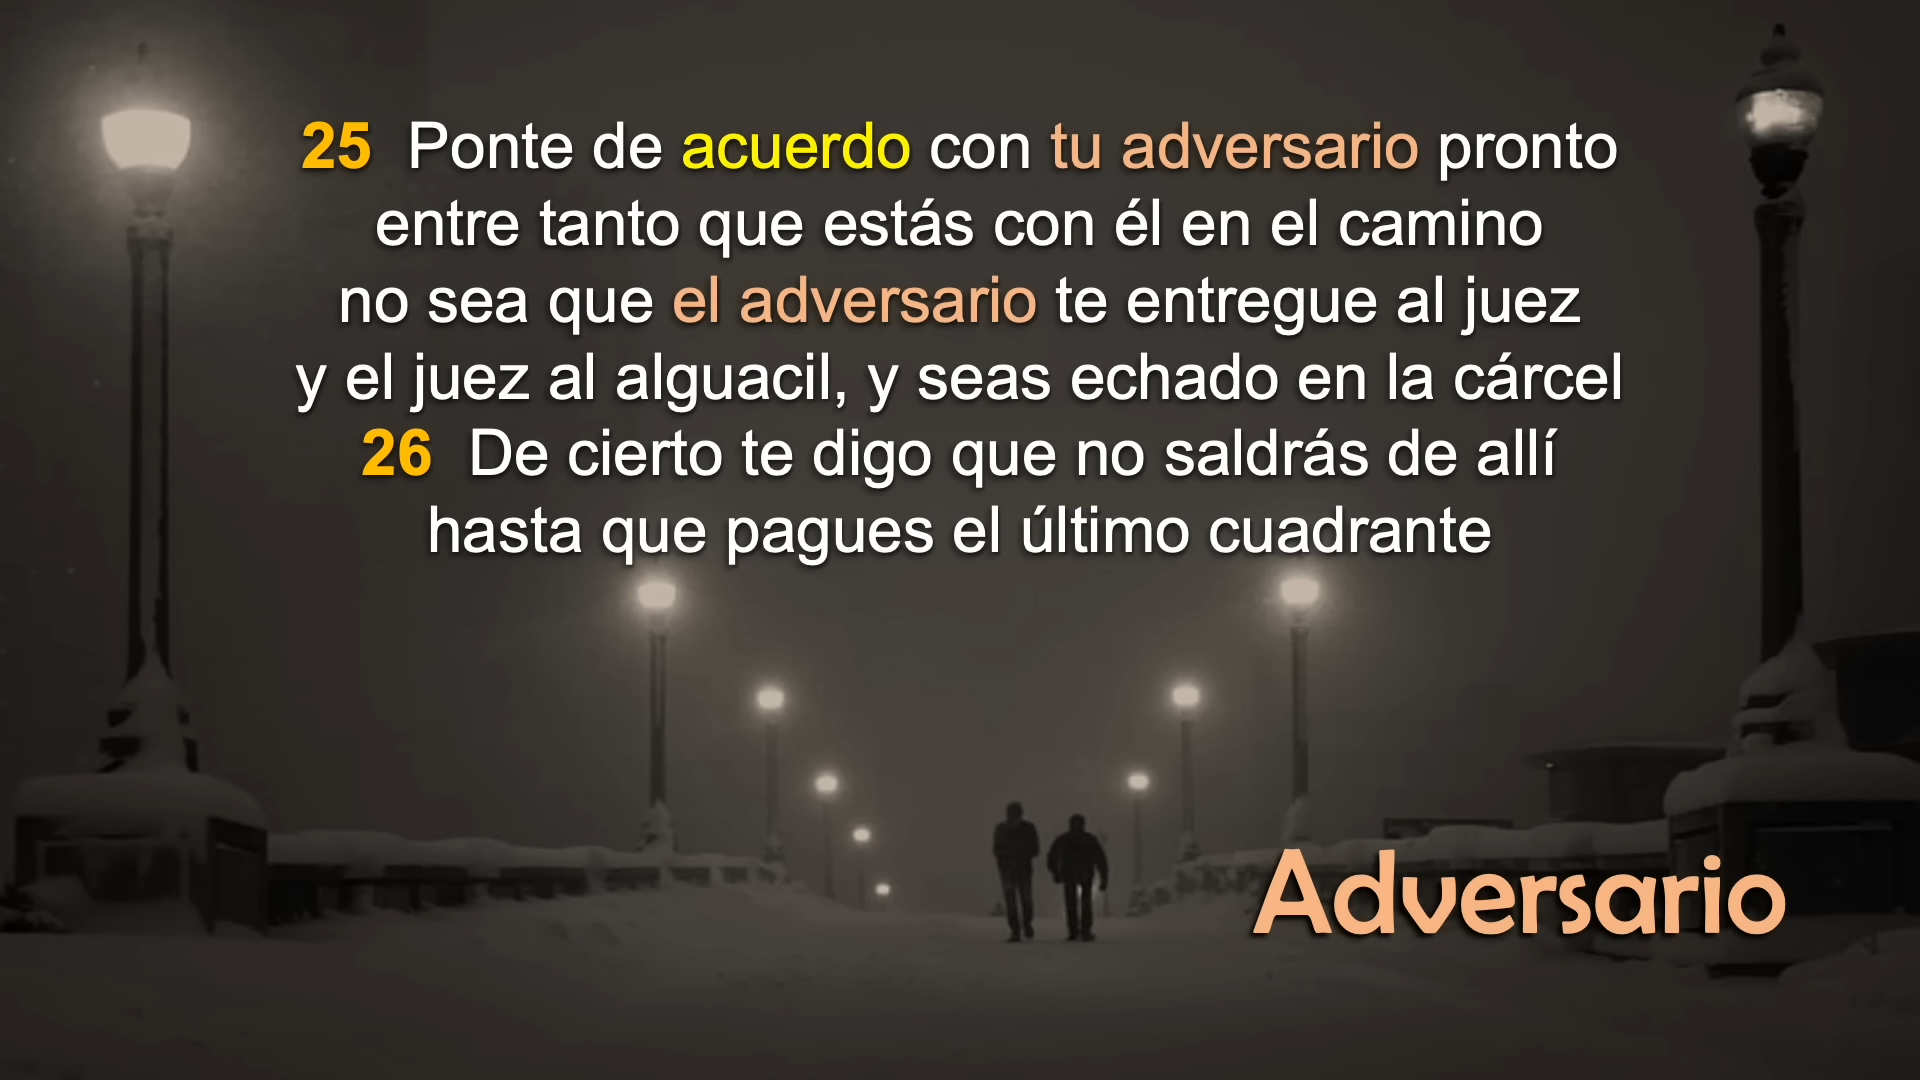 25 Ponte de acuerdo con tu adversario pronto
entre tanto que estás con él en el camino
no sea que el adversario te entregue al juez
y el juez al alguacil, y seas echado en la cárcel
26 De cierto te digo que no saldrás de allí
hasta que pagues el último cuadrante
Adversario